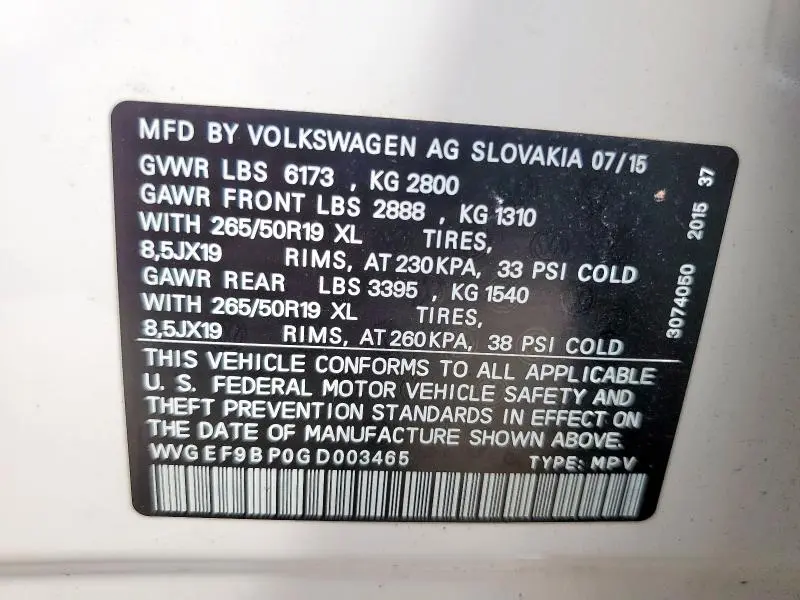 MFD BY VOLKSWAGEN AG SLOVAKIA 07/15
GVWR LBS 6173 , KG 2800
GAWR FRONT LBS 2888 , KG 1310
WITH 265/50R19 XL TIRES,
8,5JX19 RIMS, AT 230KPA, 33 PSI COLD
GAWR REAR LBS 3395 , KG 1540
WITH 265/50R19 XL TIRES,
8,5JX19 RIMS, AT 260KPA, 38 PSI COLD
THIS VEHICLE CONFORMS TO ALL APPLICABLE
U. S. FEDERAL MOTOR VEHICLE SAFETY AND
THEFT PREVENTION STANDARDS IN EFFECT ON
THE DATE OF MANUFACTURE SHOWN ABOVE.
WVGEF9BP0GD003465 TYPE: MPV
3074050 2015 37